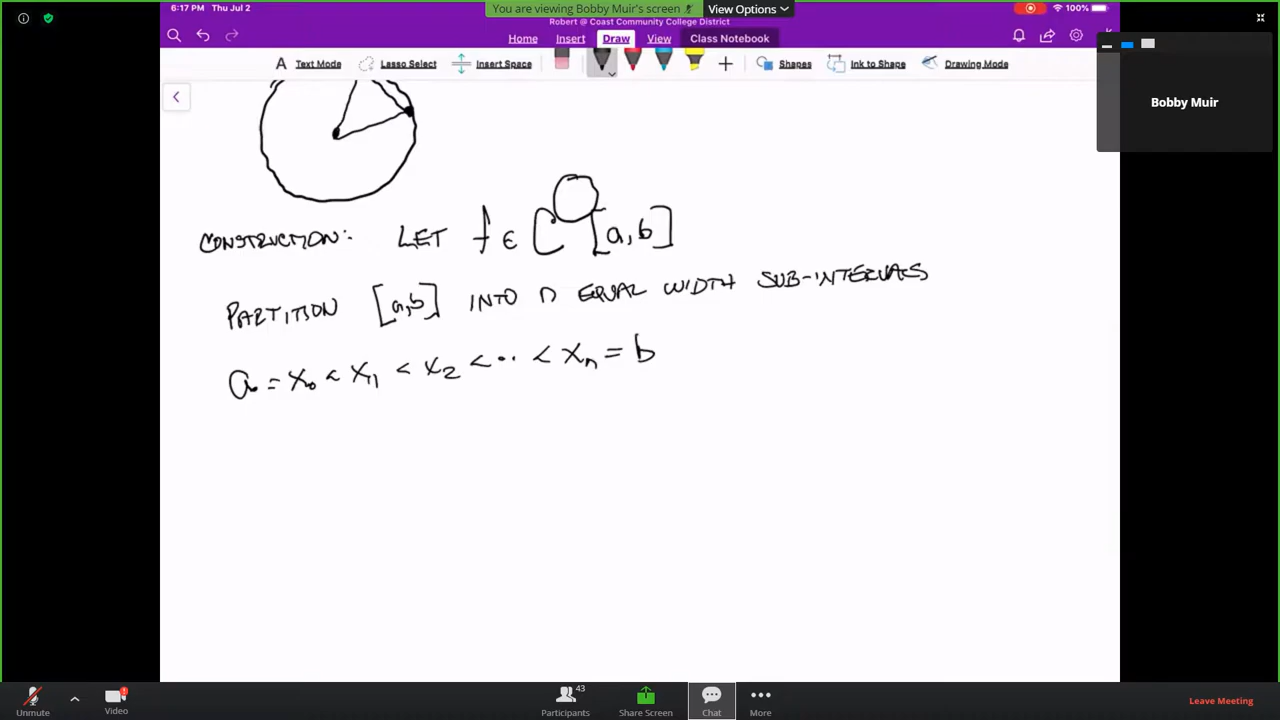 You are viewing Bobby Muir's screen
View Options
6:17 PM Thu Jul 2
100%
Robert @ Coast Community College District
Home Insert Draw View Class Notebook
Text Mode Lasso Select Insert Space Shapes Ink to Shape Drawing Mode
Bobby Muir
CONSTRUCTION: LET f ∈ C⁰ [a,b]
PARTITION [a,b] INTO n EQUAL WIDTH SUB-INTERVALS
a = x₀ < x₁ < x₂ < ·· < xₙ = b
Unmute Video Participants 43 Share Screen Chat More Leave Meeting